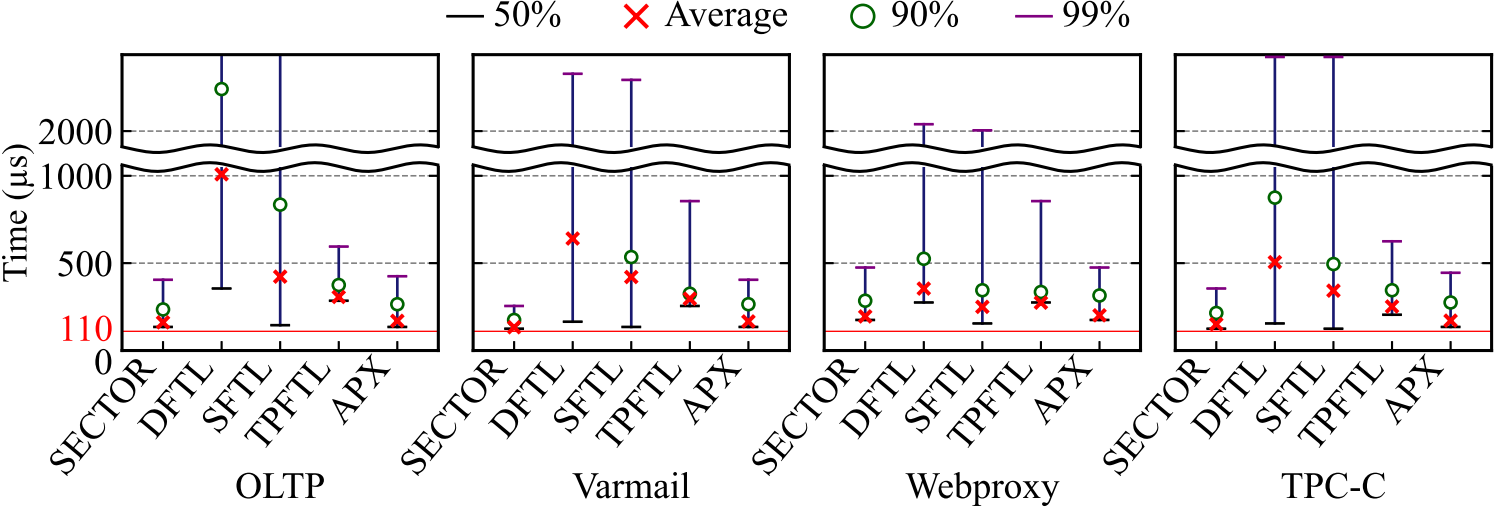 50% Average 90% 99%
Time (μs)
2000
1000
500
110
0
SECTOR DFTL SFTL TPFTL APX
SECTOR DFTL SFTL TPFTL APX
SECTOR DFTL SFTL TPFTL APX
SECTOR DFTL SFTL TPFTL APX
OLTP Varmail Webproxy TPC-C